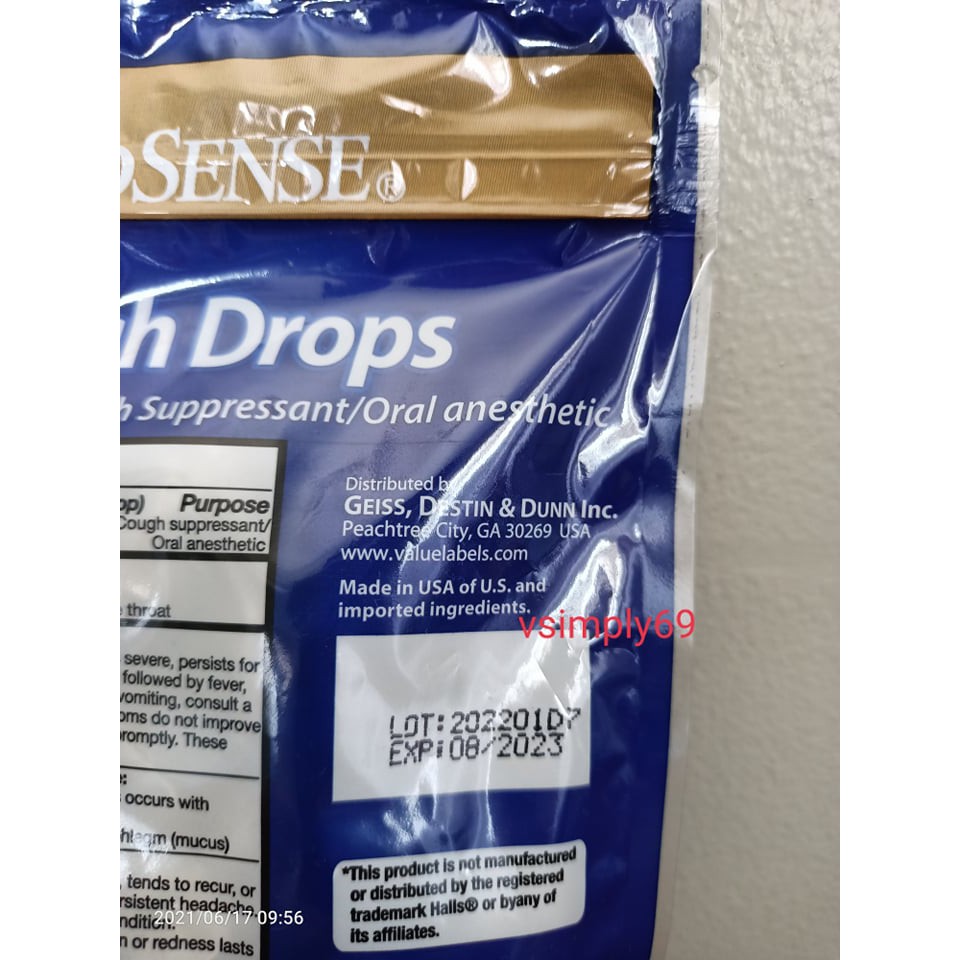 SENSE®
h Drops
h Suppressant/Oral anesthetic
Purpose
Cough suppressant/
Oral anesthetic
throat
severe, persists for
followed by fever,
vomiting, consult a
do not improve
promptly. These
occurs with
(mucus)
tends to recur, or
headache
n or redness lasts
Distributed by
GEISS, DESTIN & DUNN Inc.
Peachtree City, GA 30269 USA
www.valuelabels.com
Made in USA of U.S. and
imported ingredients.
vsimply69
LOT:202201D7
EXP:08/2023
*This product is not manufactured
or distributed by the registered
trademark Halls® or byany of
its affiliates.
2021/06/17 09:56